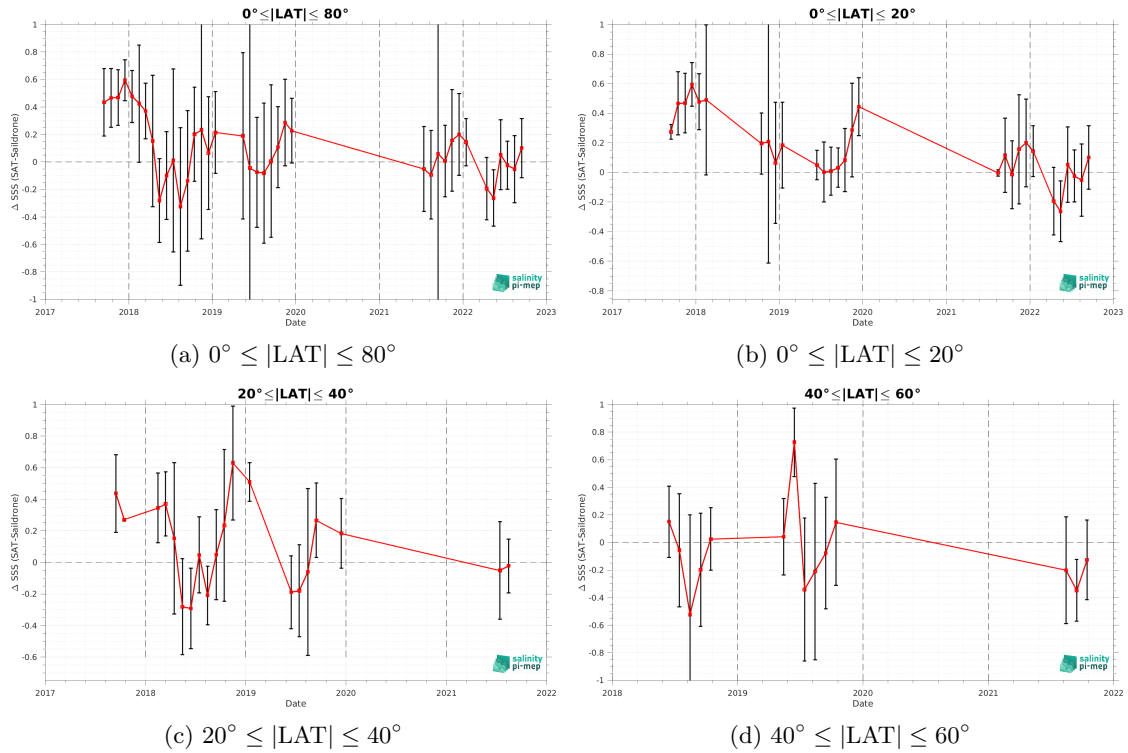 0°≤|LAT|≤ 80°
1
0.8
0.6
0.4
0.2
0
-0.2
-0.4
-0.6
-0.8
-1
Δ SSS (SAT-Saildrone)
2017 2018 2019 2020 2021 2022 2023
Date
salinity
pi-mep
(a) 0° ≤ |LAT| ≤ 80°
0°≤|LAT|≤ 20°
1
0.8
0.6
0.4
0.2
0
-0.2
-0.4
-0.6
-0.8
Δ SSS (SAT-Saildrone)
2017 2018 2019 2020 2021 2022 2023
Date
salinity
pi-mep
(b) 0° ≤ |LAT| ≤ 20°
20°≤|LAT|≤ 40°
1
0.8
0.6
0.4
0.2
0
-0.2
-0.4
-0.6
Δ SSS (SAT-Saildrone)
2017 2018 2019 2020 2021 2022
Date
salinity
pi-mep
(c) 20° ≤ |LAT| ≤ 40°
40°≤|LAT|≤ 60°
1
0.8
0.6
0.4
0.2
0
-0.2
-0.4
-0.6
-0.8
-1
Δ SSS (SAT-Saildrone)
2018 2019 2020 2021 2022
Date
salinity
pi-mep
(d) 40° ≤ |LAT| ≤ 60°